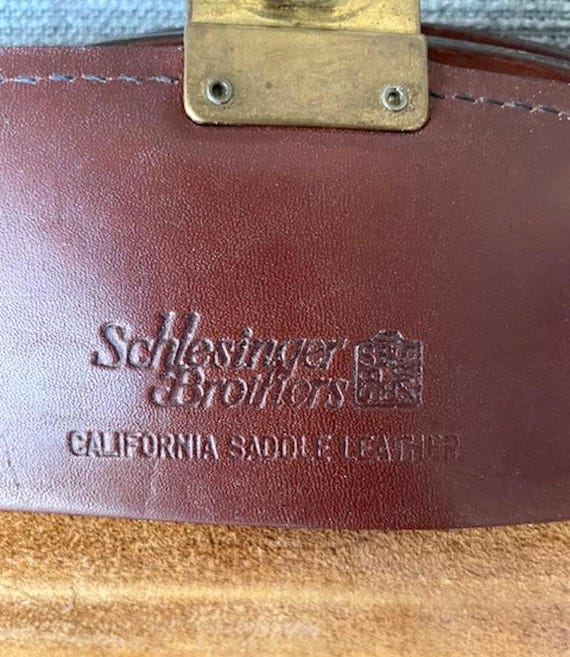 Schlesinger
Brothers
CALIFORNIA SADDLE LEATHER